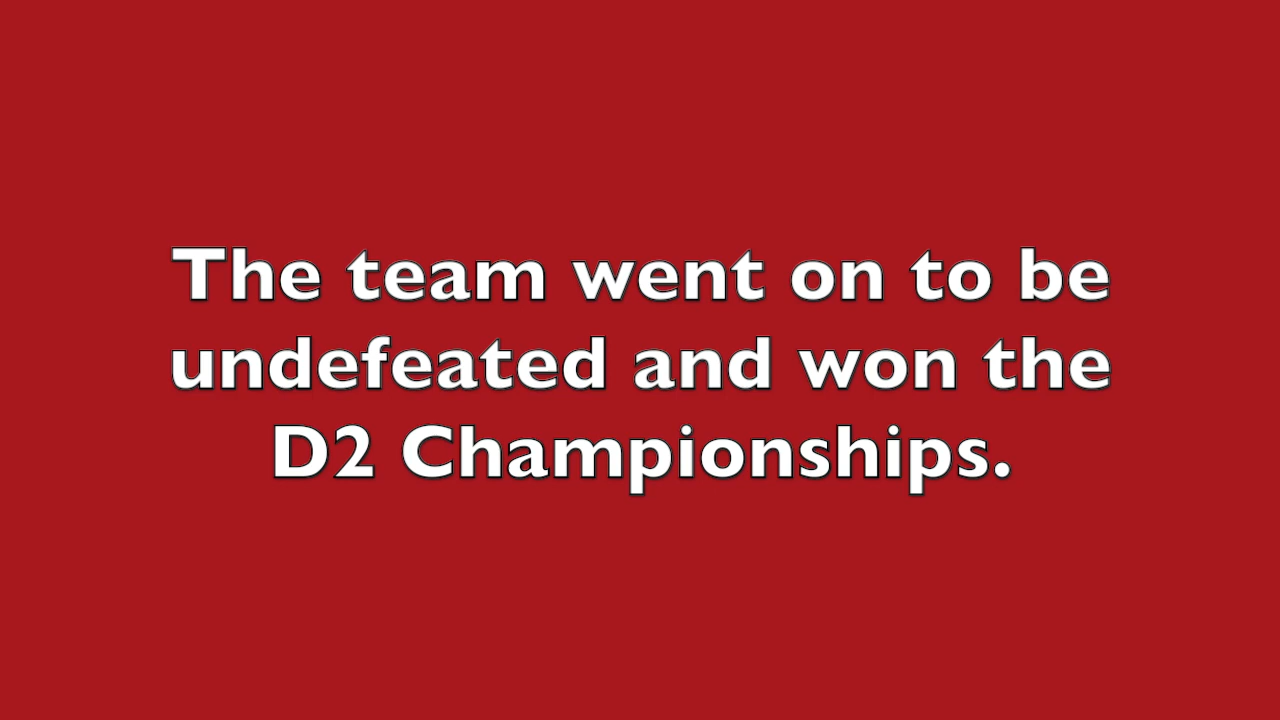 The team went on to be
undefeated and won the
D2 Championships.